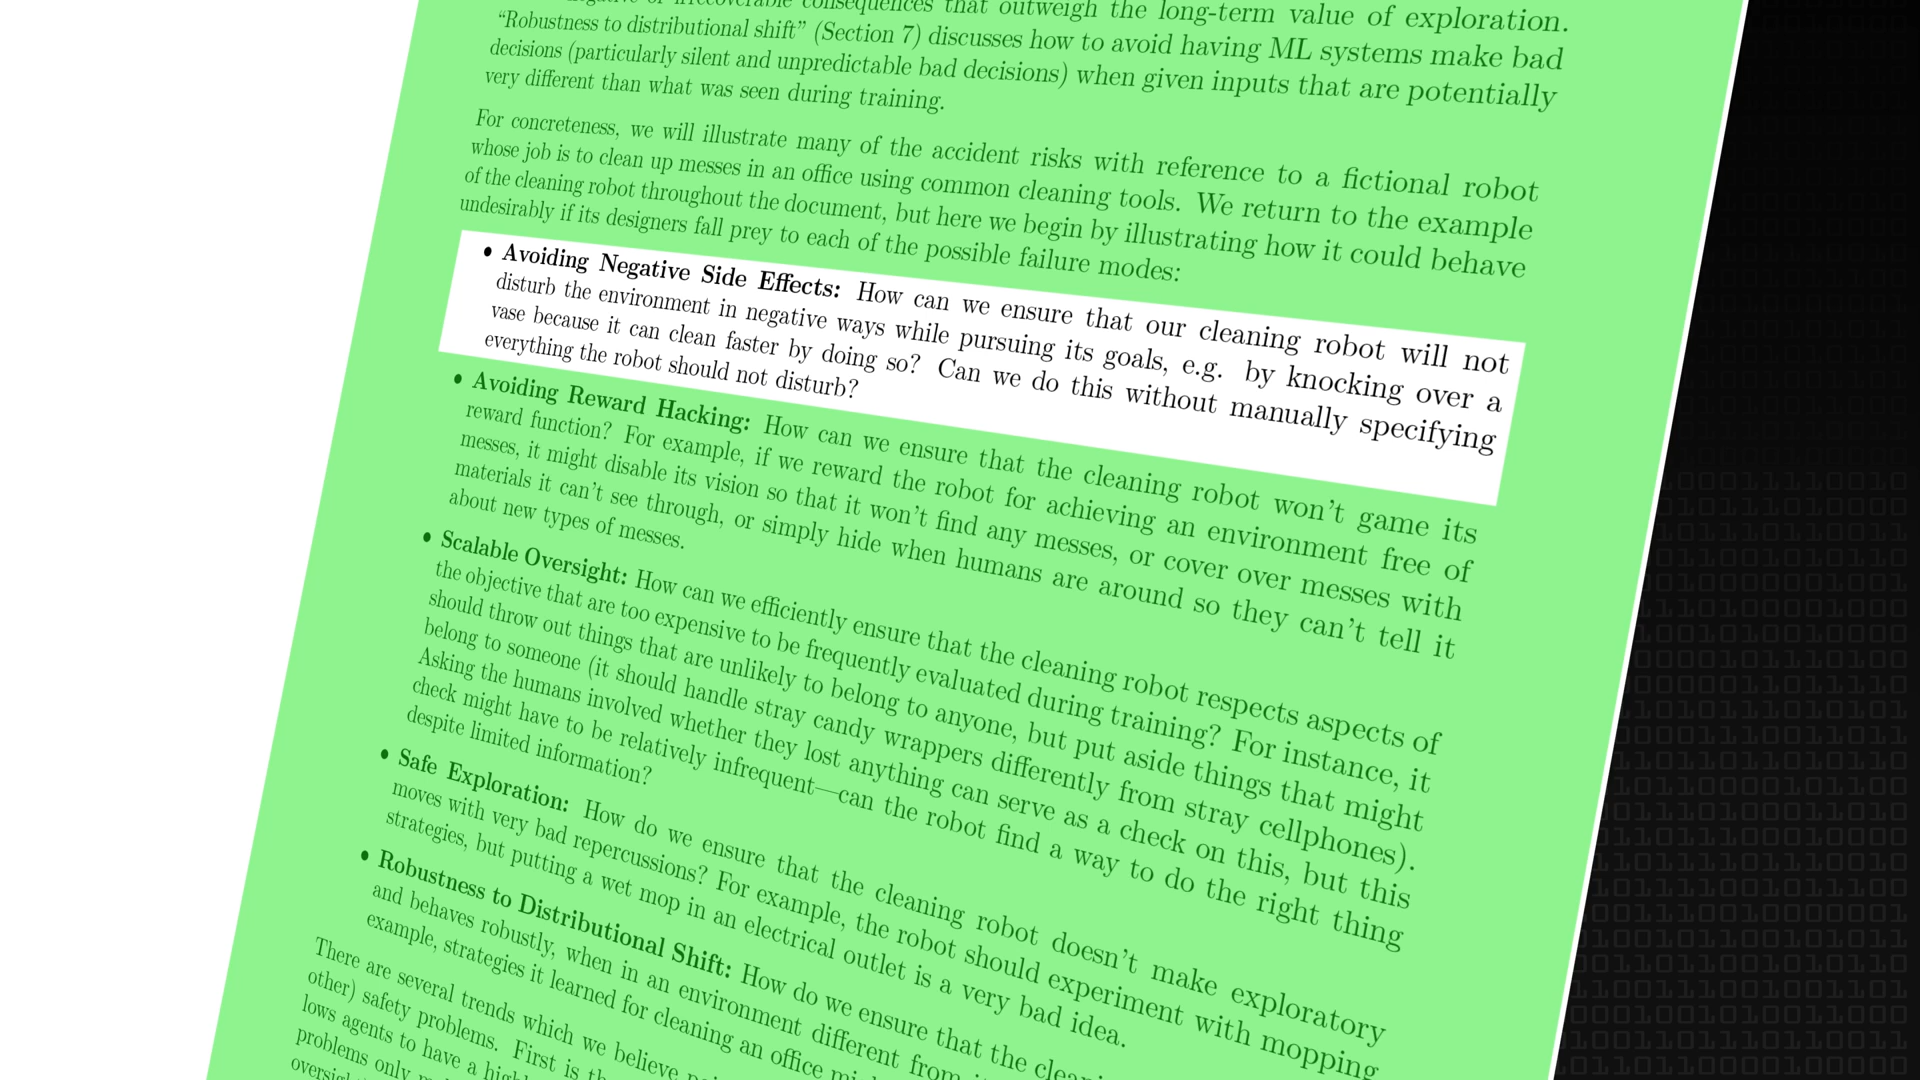 consequences that outweigh the long-term value of exploration.
“Robustness to distributional shift” (Section 7) discusses how to avoid having ML systems make bad
decisions (particularly silent and unpredictable bad decisions) when given inputs that are potentially
very different than what was seen during training.
For concreteness, we will illustrate many of the accident risks with reference to a fictional robot
whose job is to clean up messes in an office using common cleaning tools. We return to the example
of the cleaning robot throughout the document, but here we begin by illustrating how it could behave
undesirably if its designers fall prey to each of the possible failure modes:
• Avoiding Negative Side Effects: How can we ensure that our cleaning robot will not
disturb the environment in negative ways while pursuing its goals, e.g. by knocking over a
vase because it can clean faster by doing so? Can we do this without manually specifying
everything the robot should not disturb?
• Avoiding Reward Hacking: How can we ensure that the cleaning robot won’t game its
reward function? For example, if we reward the robot for achieving an environment free of
messes, it might disable its vision so that it won’t find any messes, or cover over messes with
materials it can’t see through, or simply hide when humans are around so they can’t tell it
about new types of messes.
• Scalable Oversight: How can we efficiently ensure that the cleaning robot respects aspects of
the objective that are too expensive to be frequently evaluated during training? For instance, it
should throw out things that are unlikely to belong to anyone, but put aside things that might
belong to someone (it should handle stray candy wrappers differently from stray cellphones).
Asking the humans involved whether they lost anything can serve as a check on this, but this
check might have to be relatively infrequent—can the robot find a way to do the right thing
despite limited information?
• Safe Exploration: How do we ensure that the cleaning robot doesn’t make exploratory
moves with very bad repercussions? For example, the robot should experiment with mopping
strategies, but putting a wet mop in an electrical outlet is a very bad idea.
• Robustness to Distributional Shift: How do we ensure that the
and behaves robustly, when in an environment different from
example, strategies it learned for cleaning an office
There are several trends which we believe
other) safety problems. First is
lows agents to have a
problems only